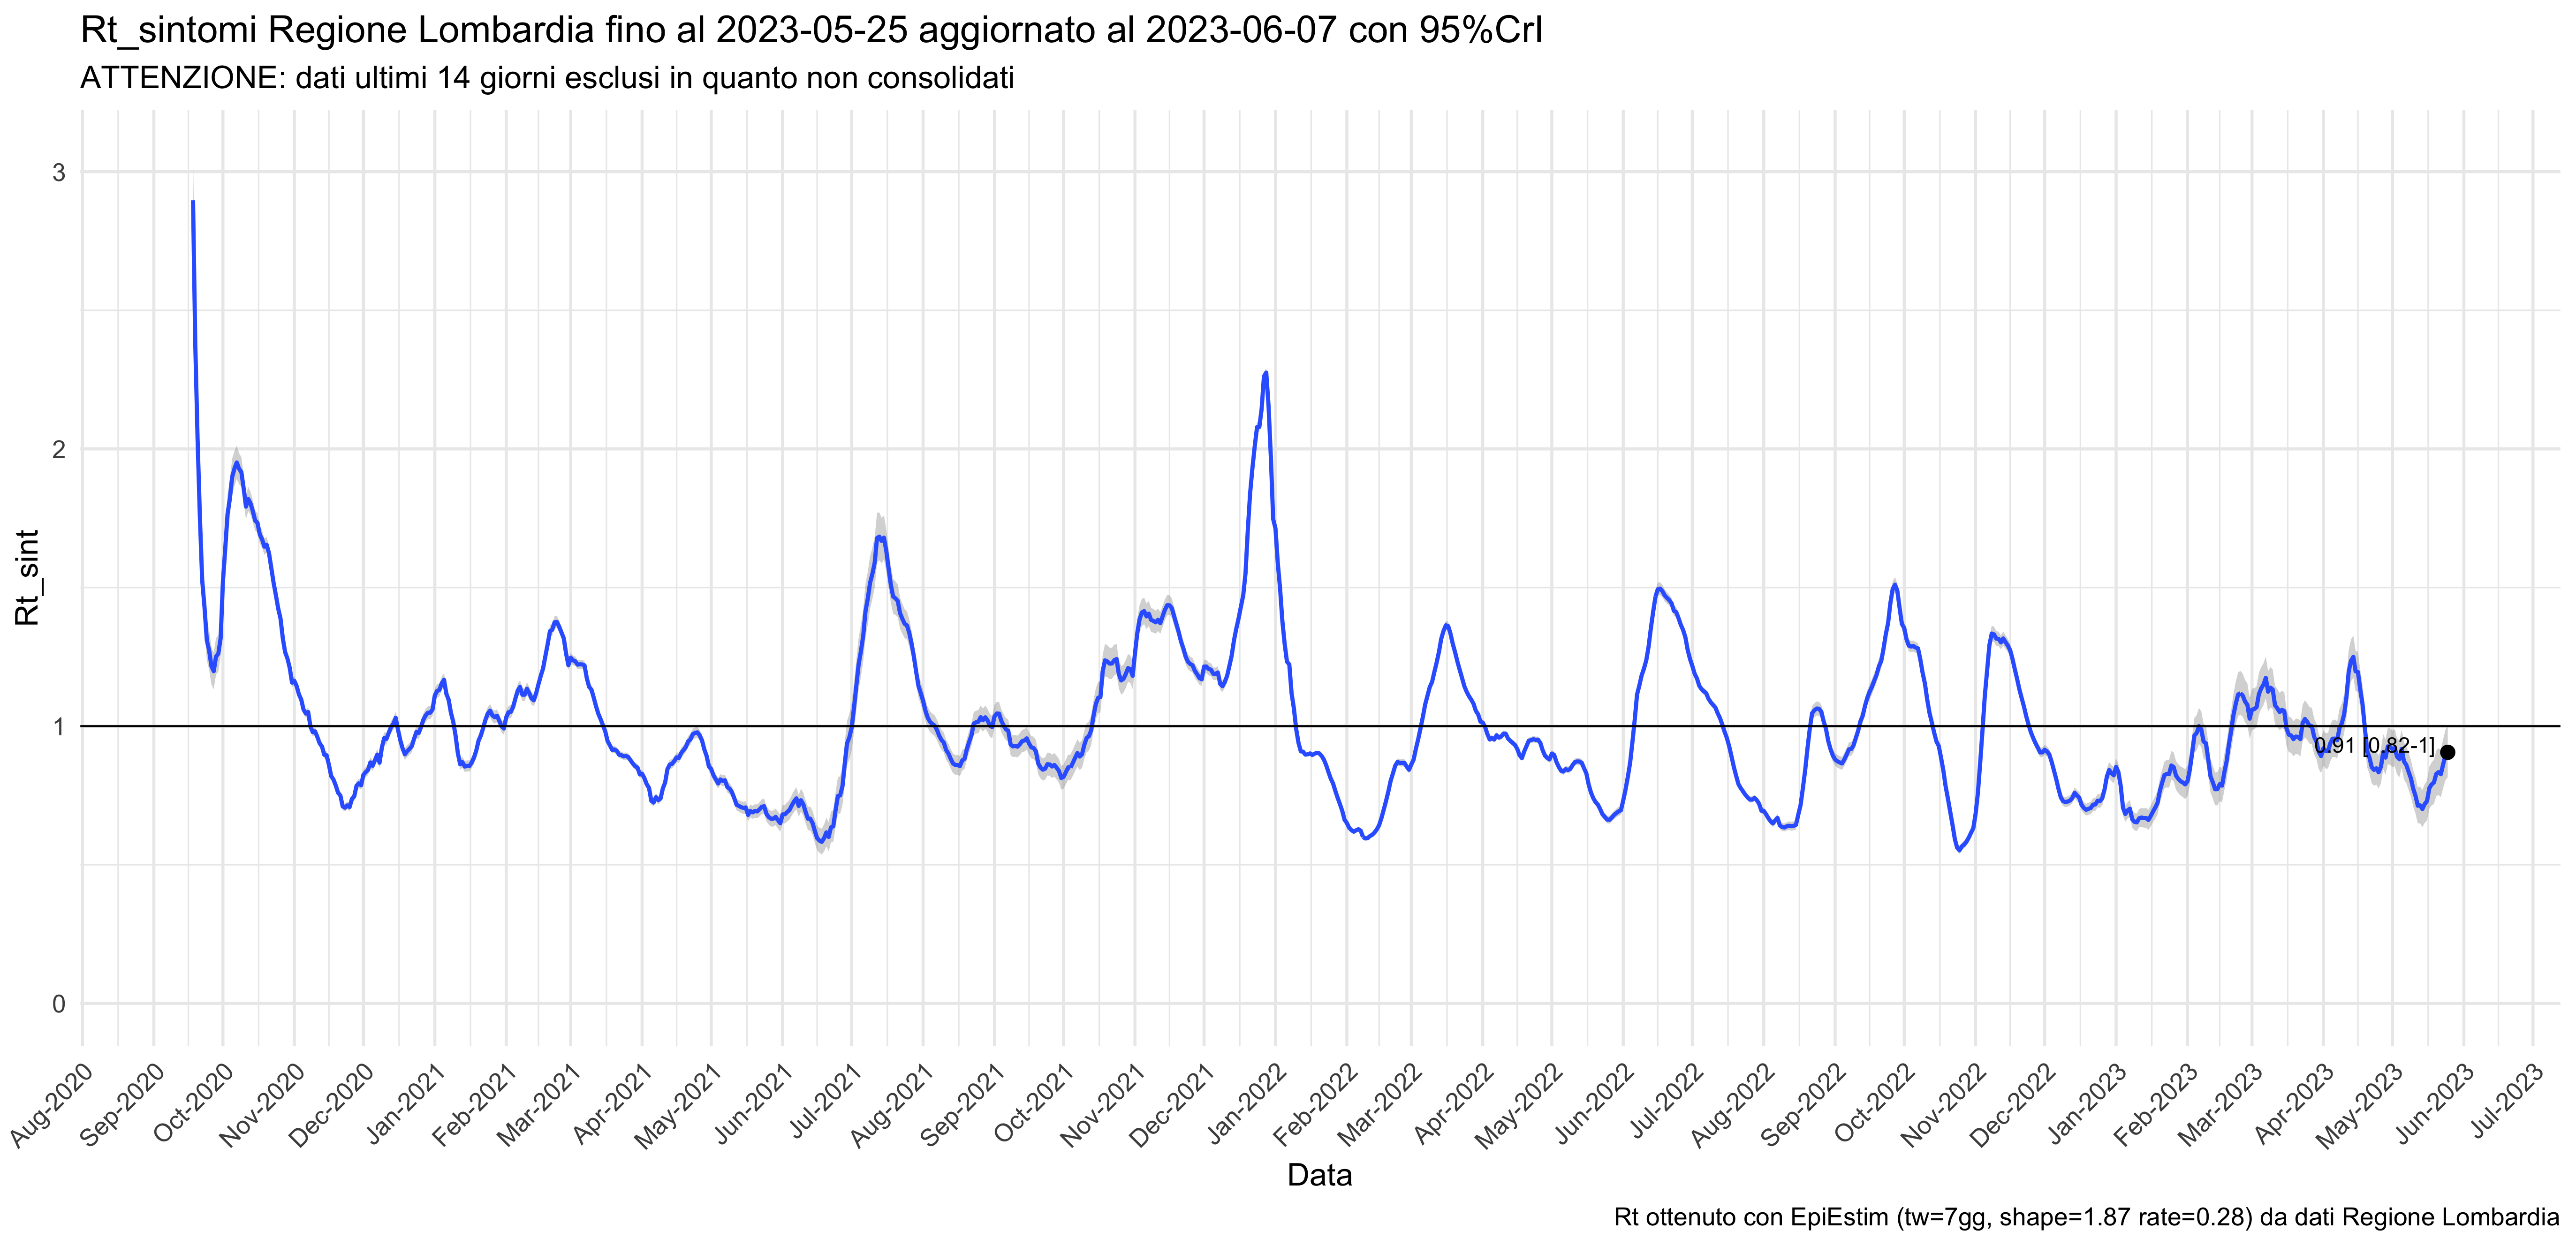 Rt_sintomi Regione Lombardia fino al 2023-05-25 aggiornato al 2023-06-07 con 95%CrI
ATTENZIONE: dati ultimi 14 giorni esclusi in quanto non consolidati
3
2
1
0
Rt_sint
0.91 [0.82-1]
Aug-2020
Sep-2020
Oct-2020
Nov-2020
Dec-2020
Jan-2021
Feb-2021
Mar-2021
Apr-2021
May-2021
Jun-2021
Jul-2021
Aug-2021
Sep-2021
Oct-2021
Nov-2021
Dec-2021
Jan-2022
Feb-2022
Mar-2022
Apr-2022
May-2022
Jun-2022
Jul-2022
Aug-2022
Sep-2022
Oct-2022
Nov-2022
Dec-2022
Jan-2023
Feb-2023
Mar-2023
Apr-2023
May-2023
Jun-2023
Jul-2023
Data
Rt ottenuto con EpiEstim (tw=7gg, shape=1.87 rate=0.28) da dati Regione Lombardia